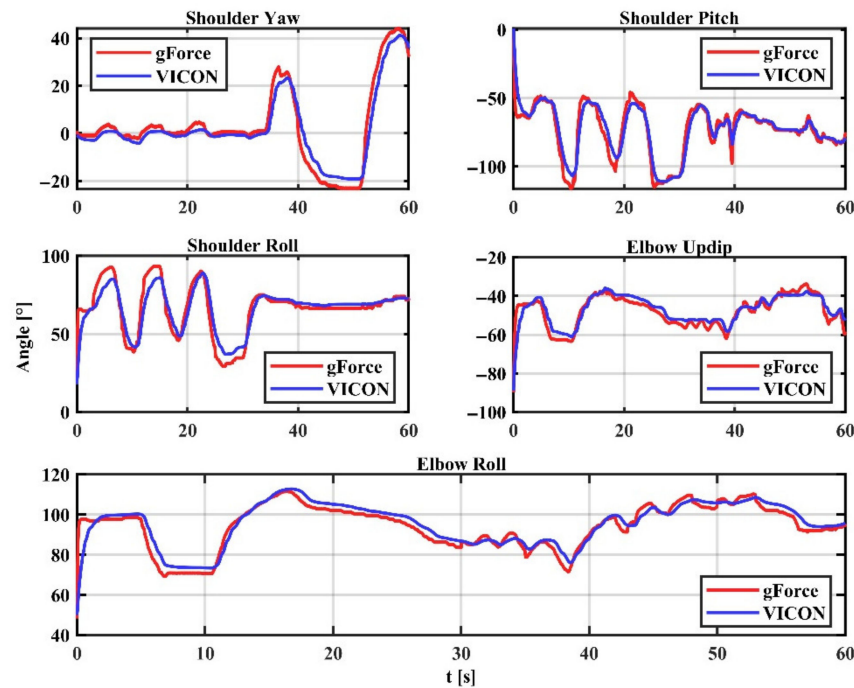 Shoulder Yaw
40
20
0
−20
0 20 40 60
gForce
VICON
Shoulder Pitch
0
−50
−100
0 20 40 60
gForce
VICON
Shoulder Roll
Angle [°]
100
50
0
0 20 40 60
gForce
VICON
Elbow Updip
−20
−40
−60
−80
−100
0 20 40 60
gForce
VICON
Elbow Roll
120
100
80
60
40
0 10 20 30 40 50 60
gForce
VICON
t [s]